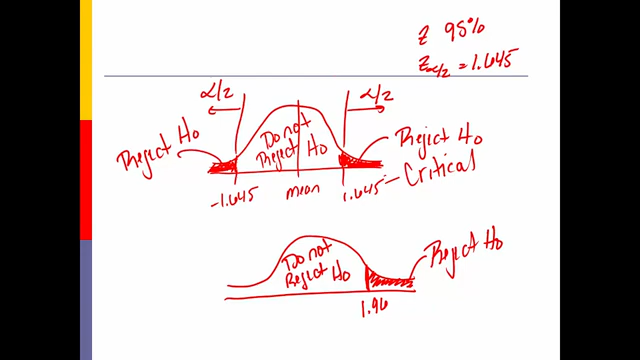 Z 95%
Zα/2 = 1.645
α/2
α/2
Reject Ho
Do not
Reject Ho
Reject Ho
-1.645
mean
1.645
Critical
Do not
Reject Ho
Reject Ho
1.96